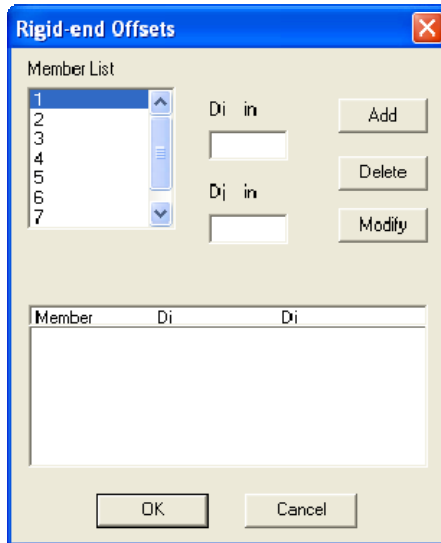 Rigid-end Offsets
Member List
1
2
3
4
5
6
7
Di in
Dj in
Add
Delete
Modify
Member Di Di
OK Cancel